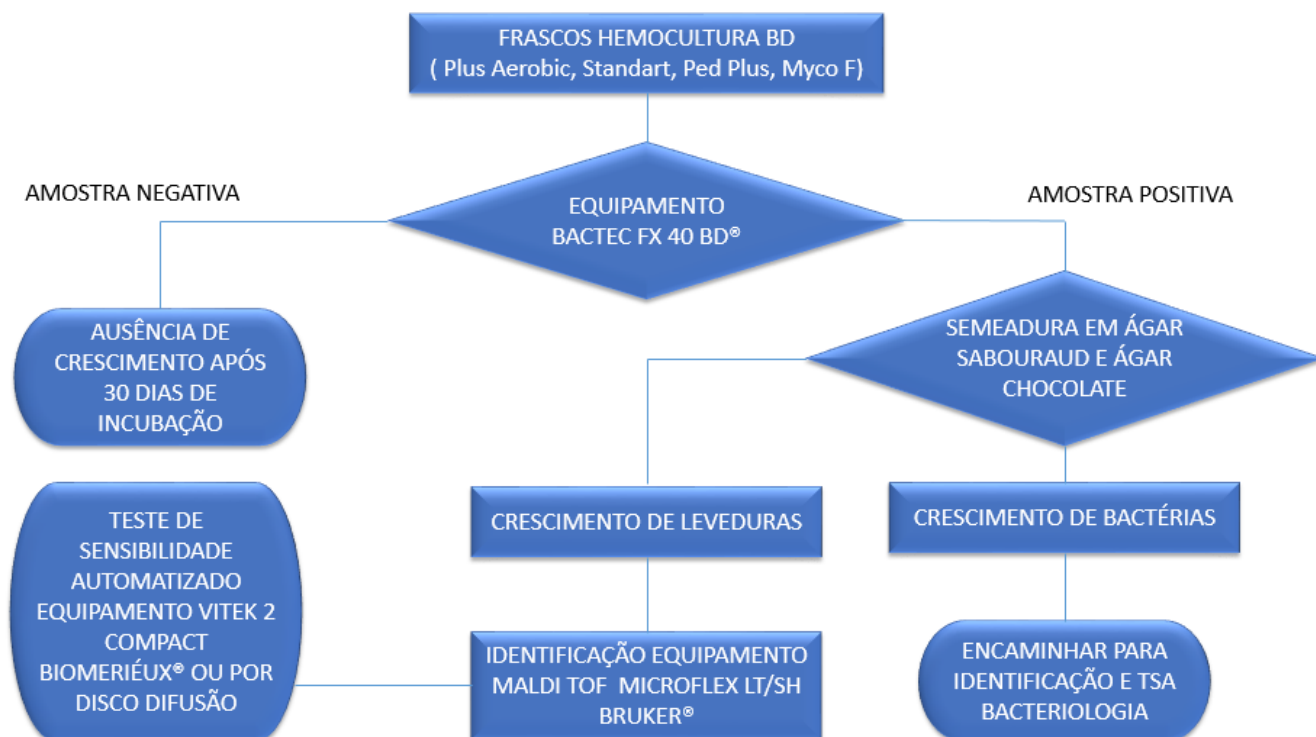 FRASCOS HEMOCULTURA BD
( Plus Aerobic, Standart, Ped Plus, Myco F)
AMOSTRA NEGATIVA
AMOSTRA POSITIVA
EQUIPAMENTO
BACTEC FX 40 BD®
AUSÊNCIA DE
CRESCIMENTO APÓS
30 DIAS DE
INCUBAÇÃO
SEMEADURA EM ÁGAR
SABOURAUD E ÁGAR
CHOCOLATE
CRESCIMENTO DE LEVEDURAS
CRESCIMENTO DE BACTÉRIAS
TESTE DE
SENSIBILIDADE
AUTOMATIZADO
EQUIPAMENTO VITEK 2
COMPACT
BIOMERIÉUX® OU POR
DISCO DIFUSÃO
IDENTIFICAÇÃO EQUIPAMENTO
MALDI TOF MICROFLEX LT/SH
BRUKER®
ENCAMINHAR PARA
IDENTIFICAÇÃO E TSA
BACTERIOLOGIA